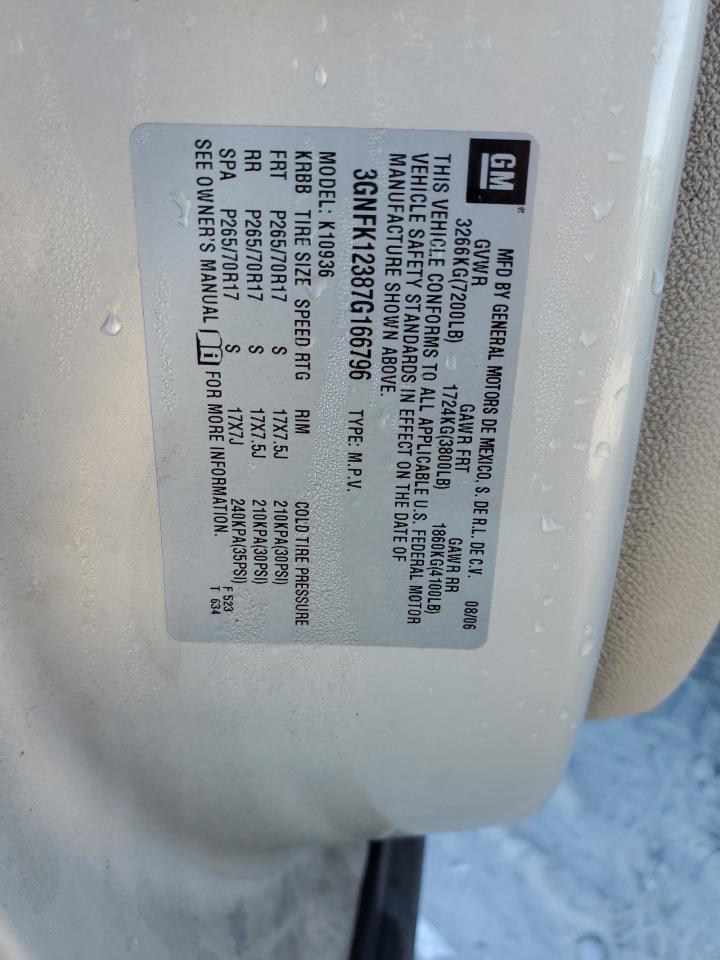 GM
MFD BY GENERAL MOTORS DE MEXICO, S. DE R.L. DE C.V. 08/06
GVWR GAWR FRT GAWR RR
3266KG(7200LB) 1724KG(3800LB) 1860KG(4100LB)
THIS VEHICLE CONFORMS TO ALL APPLICABLE U.S. FEDERAL MOTOR
VEHICLE SAFETY STANDARDS IN EFFECT ON THE DATE OF
MANUFACTURE SHOWN ABOVE.
3GNFK12387G166796 TYPE: M.P.V.
MODEL: K10936
KRBB TIRE SIZE SPEED RTG RIM COLD TIRE PRESSURE
FRT P265/70R17 S 17X7.5J 210KPA(30PSI)
RR P265/70R17 S 17X7.5J 210KPA(30PSI)
SPA P265/70R17 S 17X7J 240KPA(35PSI) F 523
SEE OWNER'S MANUAL FOR MORE INFORMATION. T 634